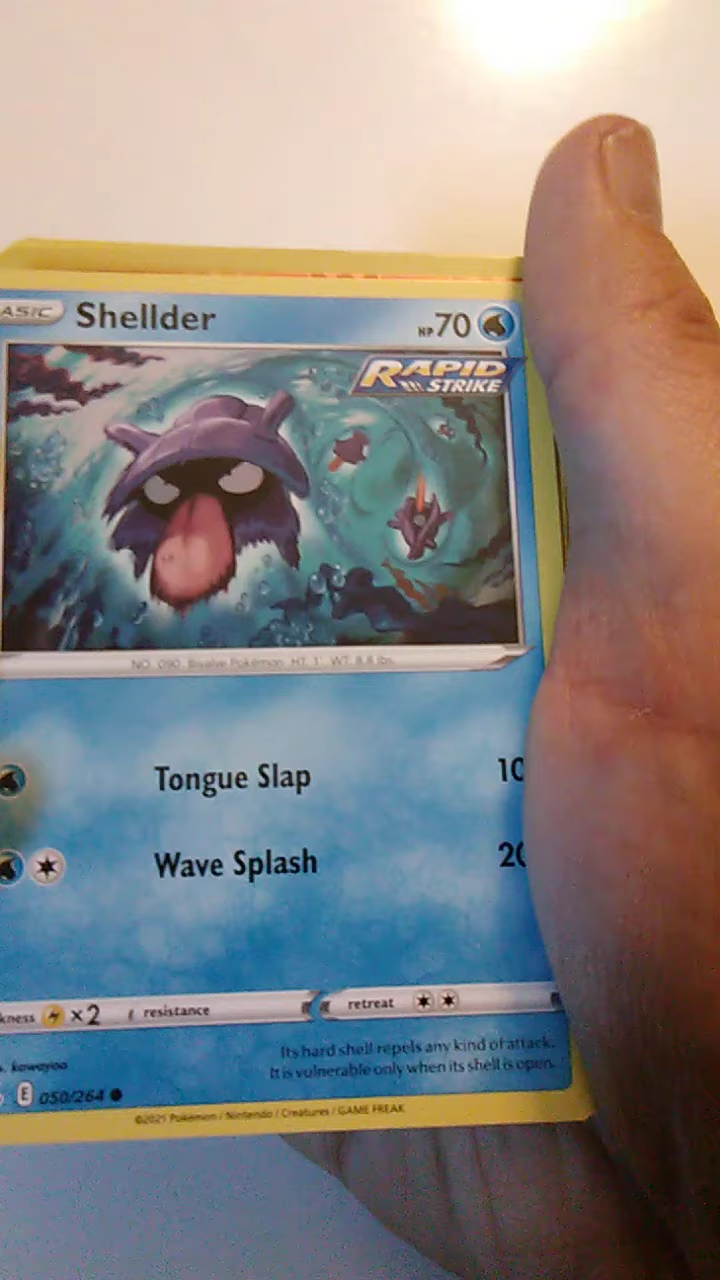 ASIC Shellder HP 70
RAPID
STRIKE
NO. 090 Bivalve Pokémon HT: 1' WT: 8.8 lbs.
Tongue Slap 10
Wave Splash 20
kness ×2 resistance retreat
Its hard shell repels any kind of attack.
It is vulnerable only when its shell is open.
s. kawayoo
E 050/264
©2021 Pokémon / Nintendo / Creatures / GAME FREAK